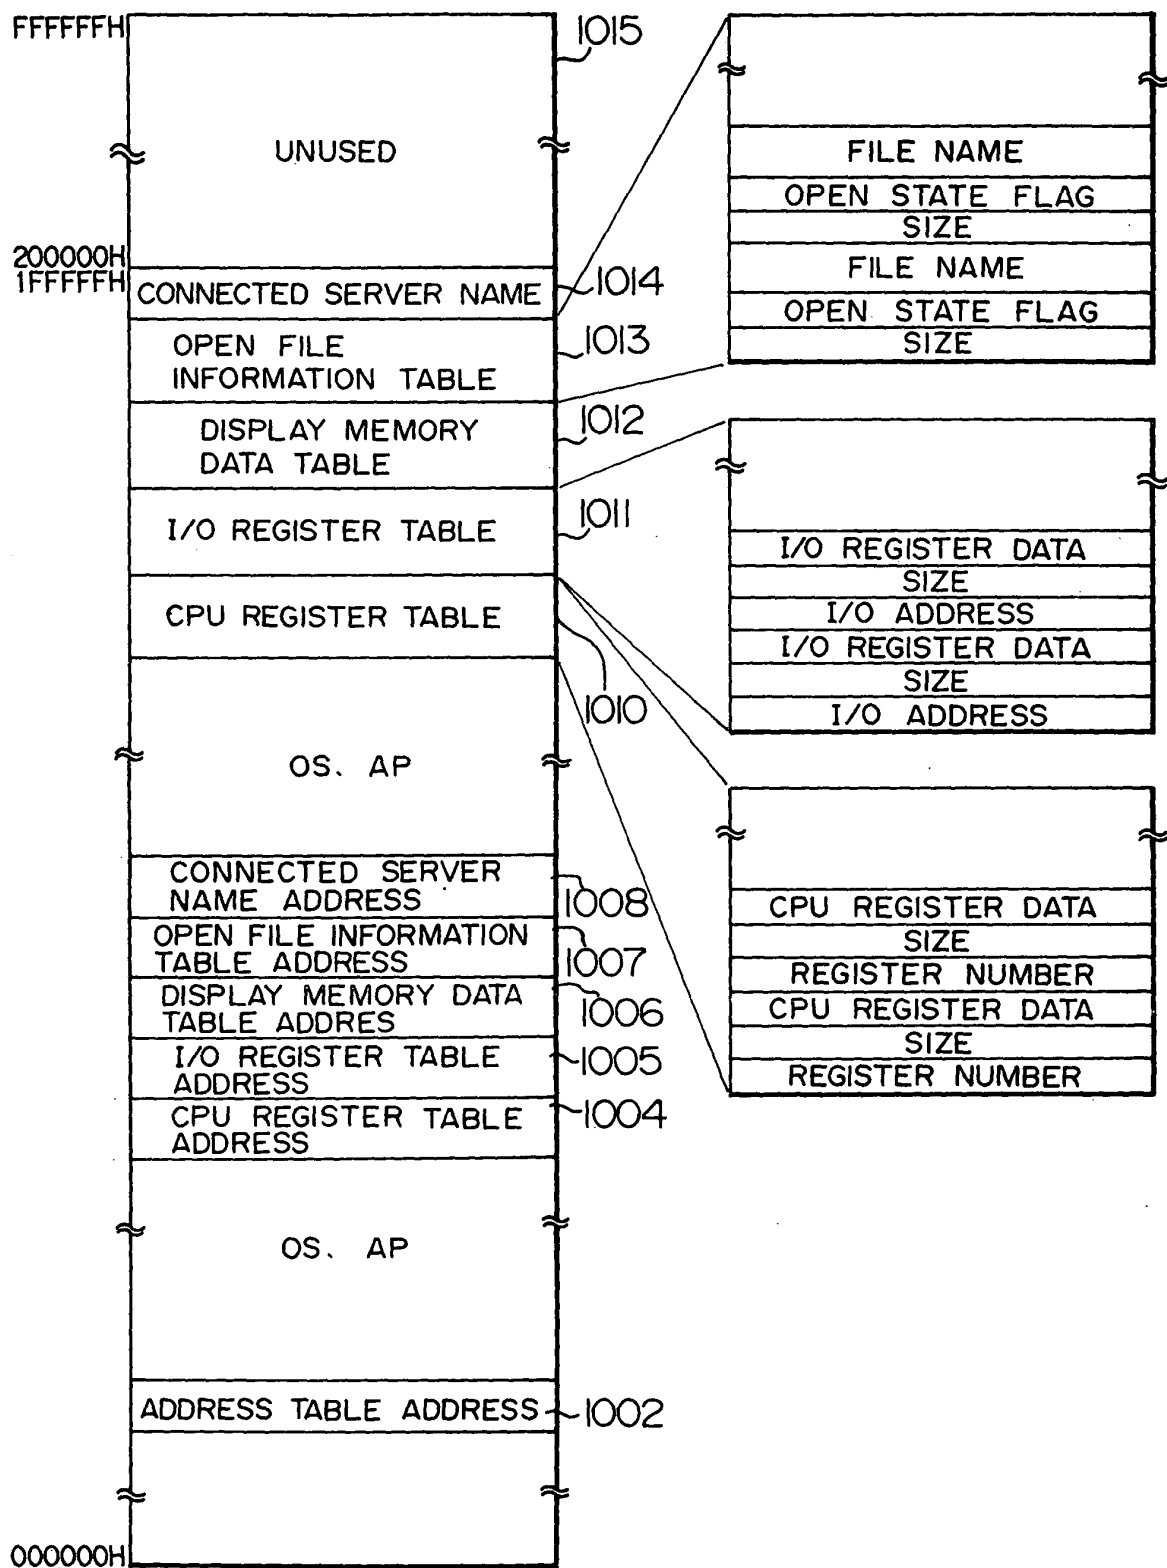 FFFFFFH
1015
UNUSED
200000H
1FFFFFH
CONNECTED SERVER NAME
1014
OPEN FILE
INFORMATION TABLE
1013
DISPLAY MEMORY
DATA TABLE
1012
I/O REGISTER TABLE
1011
CPU REGISTER TABLE
1010
OS. AP
CONNECTED SERVER
NAME ADDRESS
1008
OPEN FILE INFORMATION
TABLE ADDRESS
1007
DISPLAY MEMORY DATA
TABLE ADDRES
1006
I/O REGISTER TABLE
ADDRESS
1005
CPU REGISTER TABLE
ADDRESS
1004
OS. AP
ADDRESS TABLE ADDRESS
1002
000000H
FILE NAME
OPEN STATE FLAG
SIZE
FILE NAME
OPEN STATE FLAG
SIZE
I/O REGISTER DATA
SIZE
I/O ADDRESS
I/O REGISTER DATA
SIZE
I/O ADDRESS
CPU REGISTER DATA
SIZE
REGISTER NUMBER
CPU REGISTER DATA
SIZE
REGISTER NUMBER